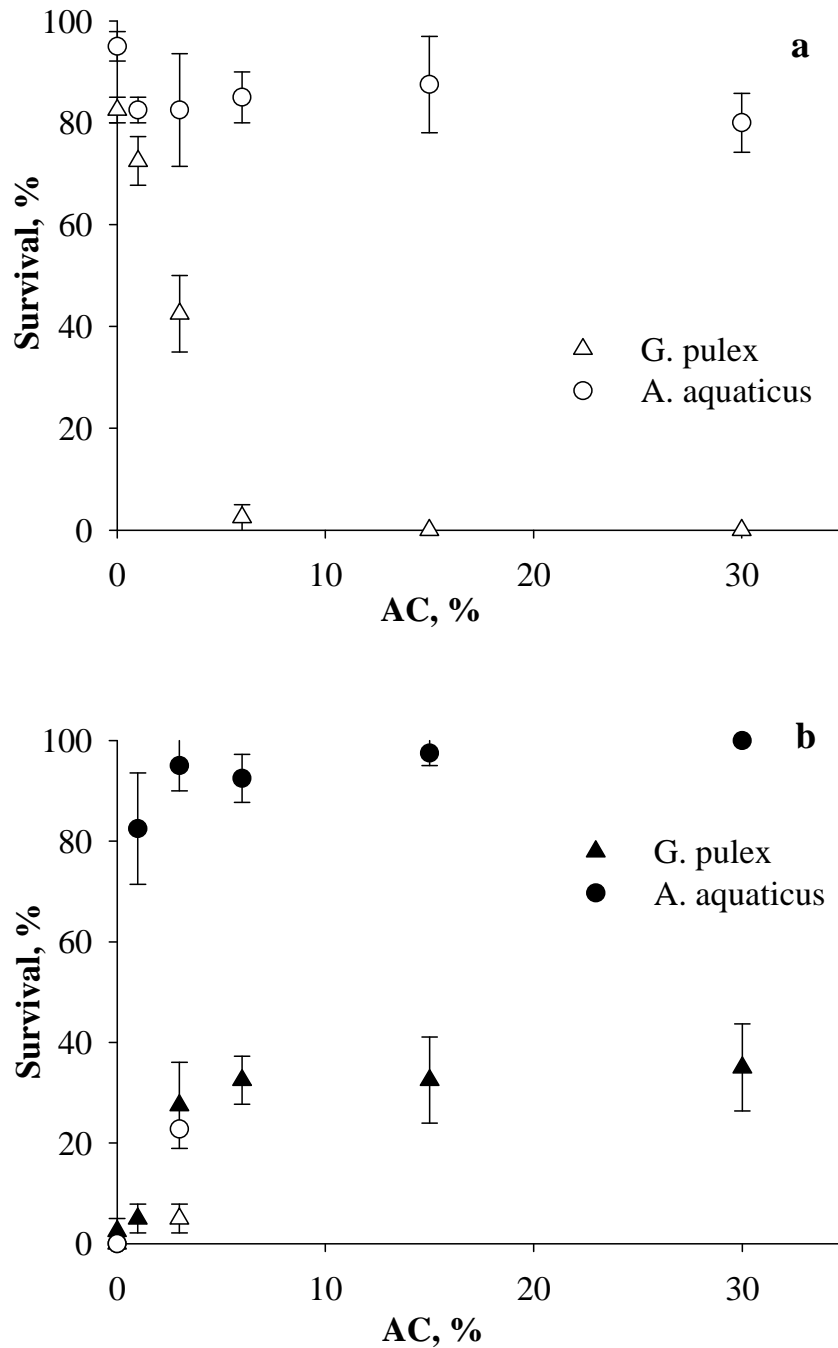 100
a
80
60
Survival, %
40
G. pulex
A. aquaticus
20
0
0 10 20 30
AC, %
100
b
80
G. pulex
A. aquaticus
60
Survival, %
40
20
0
0 10 20 30
AC, %